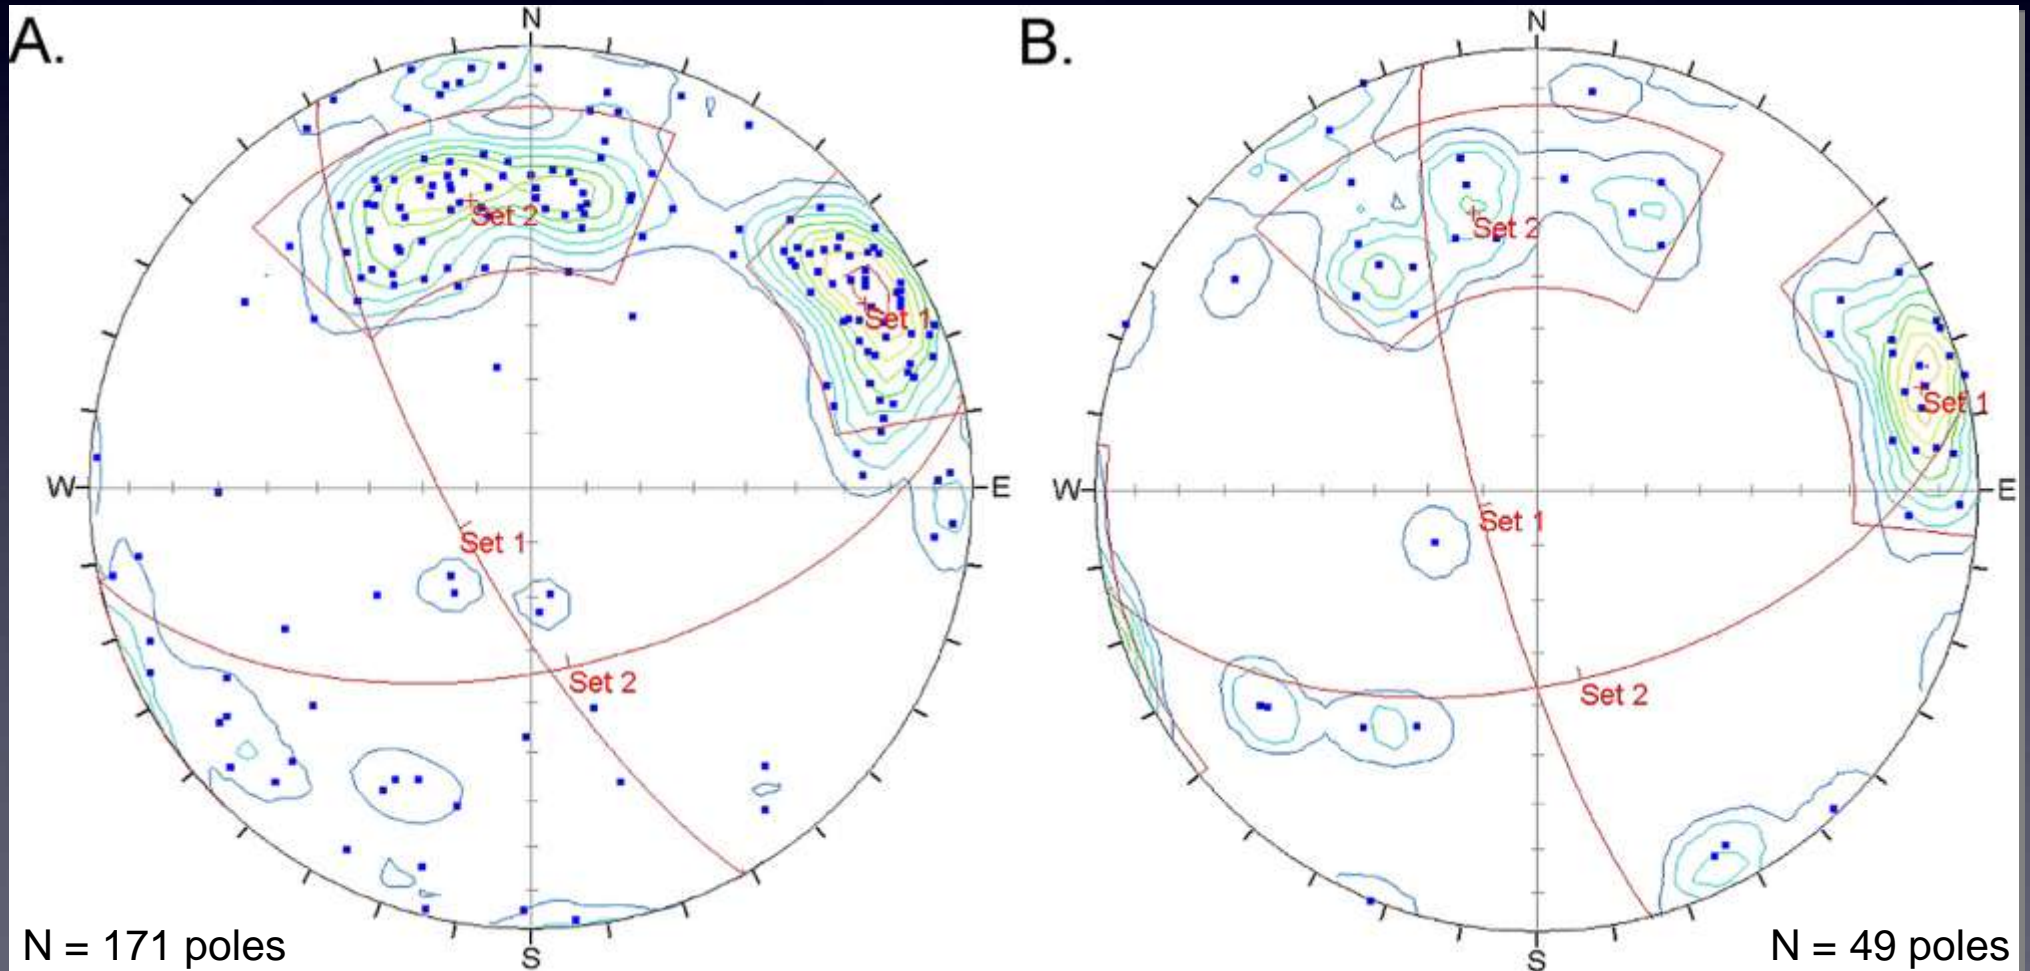 A.
N
Set 2
Set 1
W
E
Set 1
Set 2
N = 171 poles
S
B.
N
Set 2
Set 1
W
E
Set 1
Set 2
S
N = 49 poles